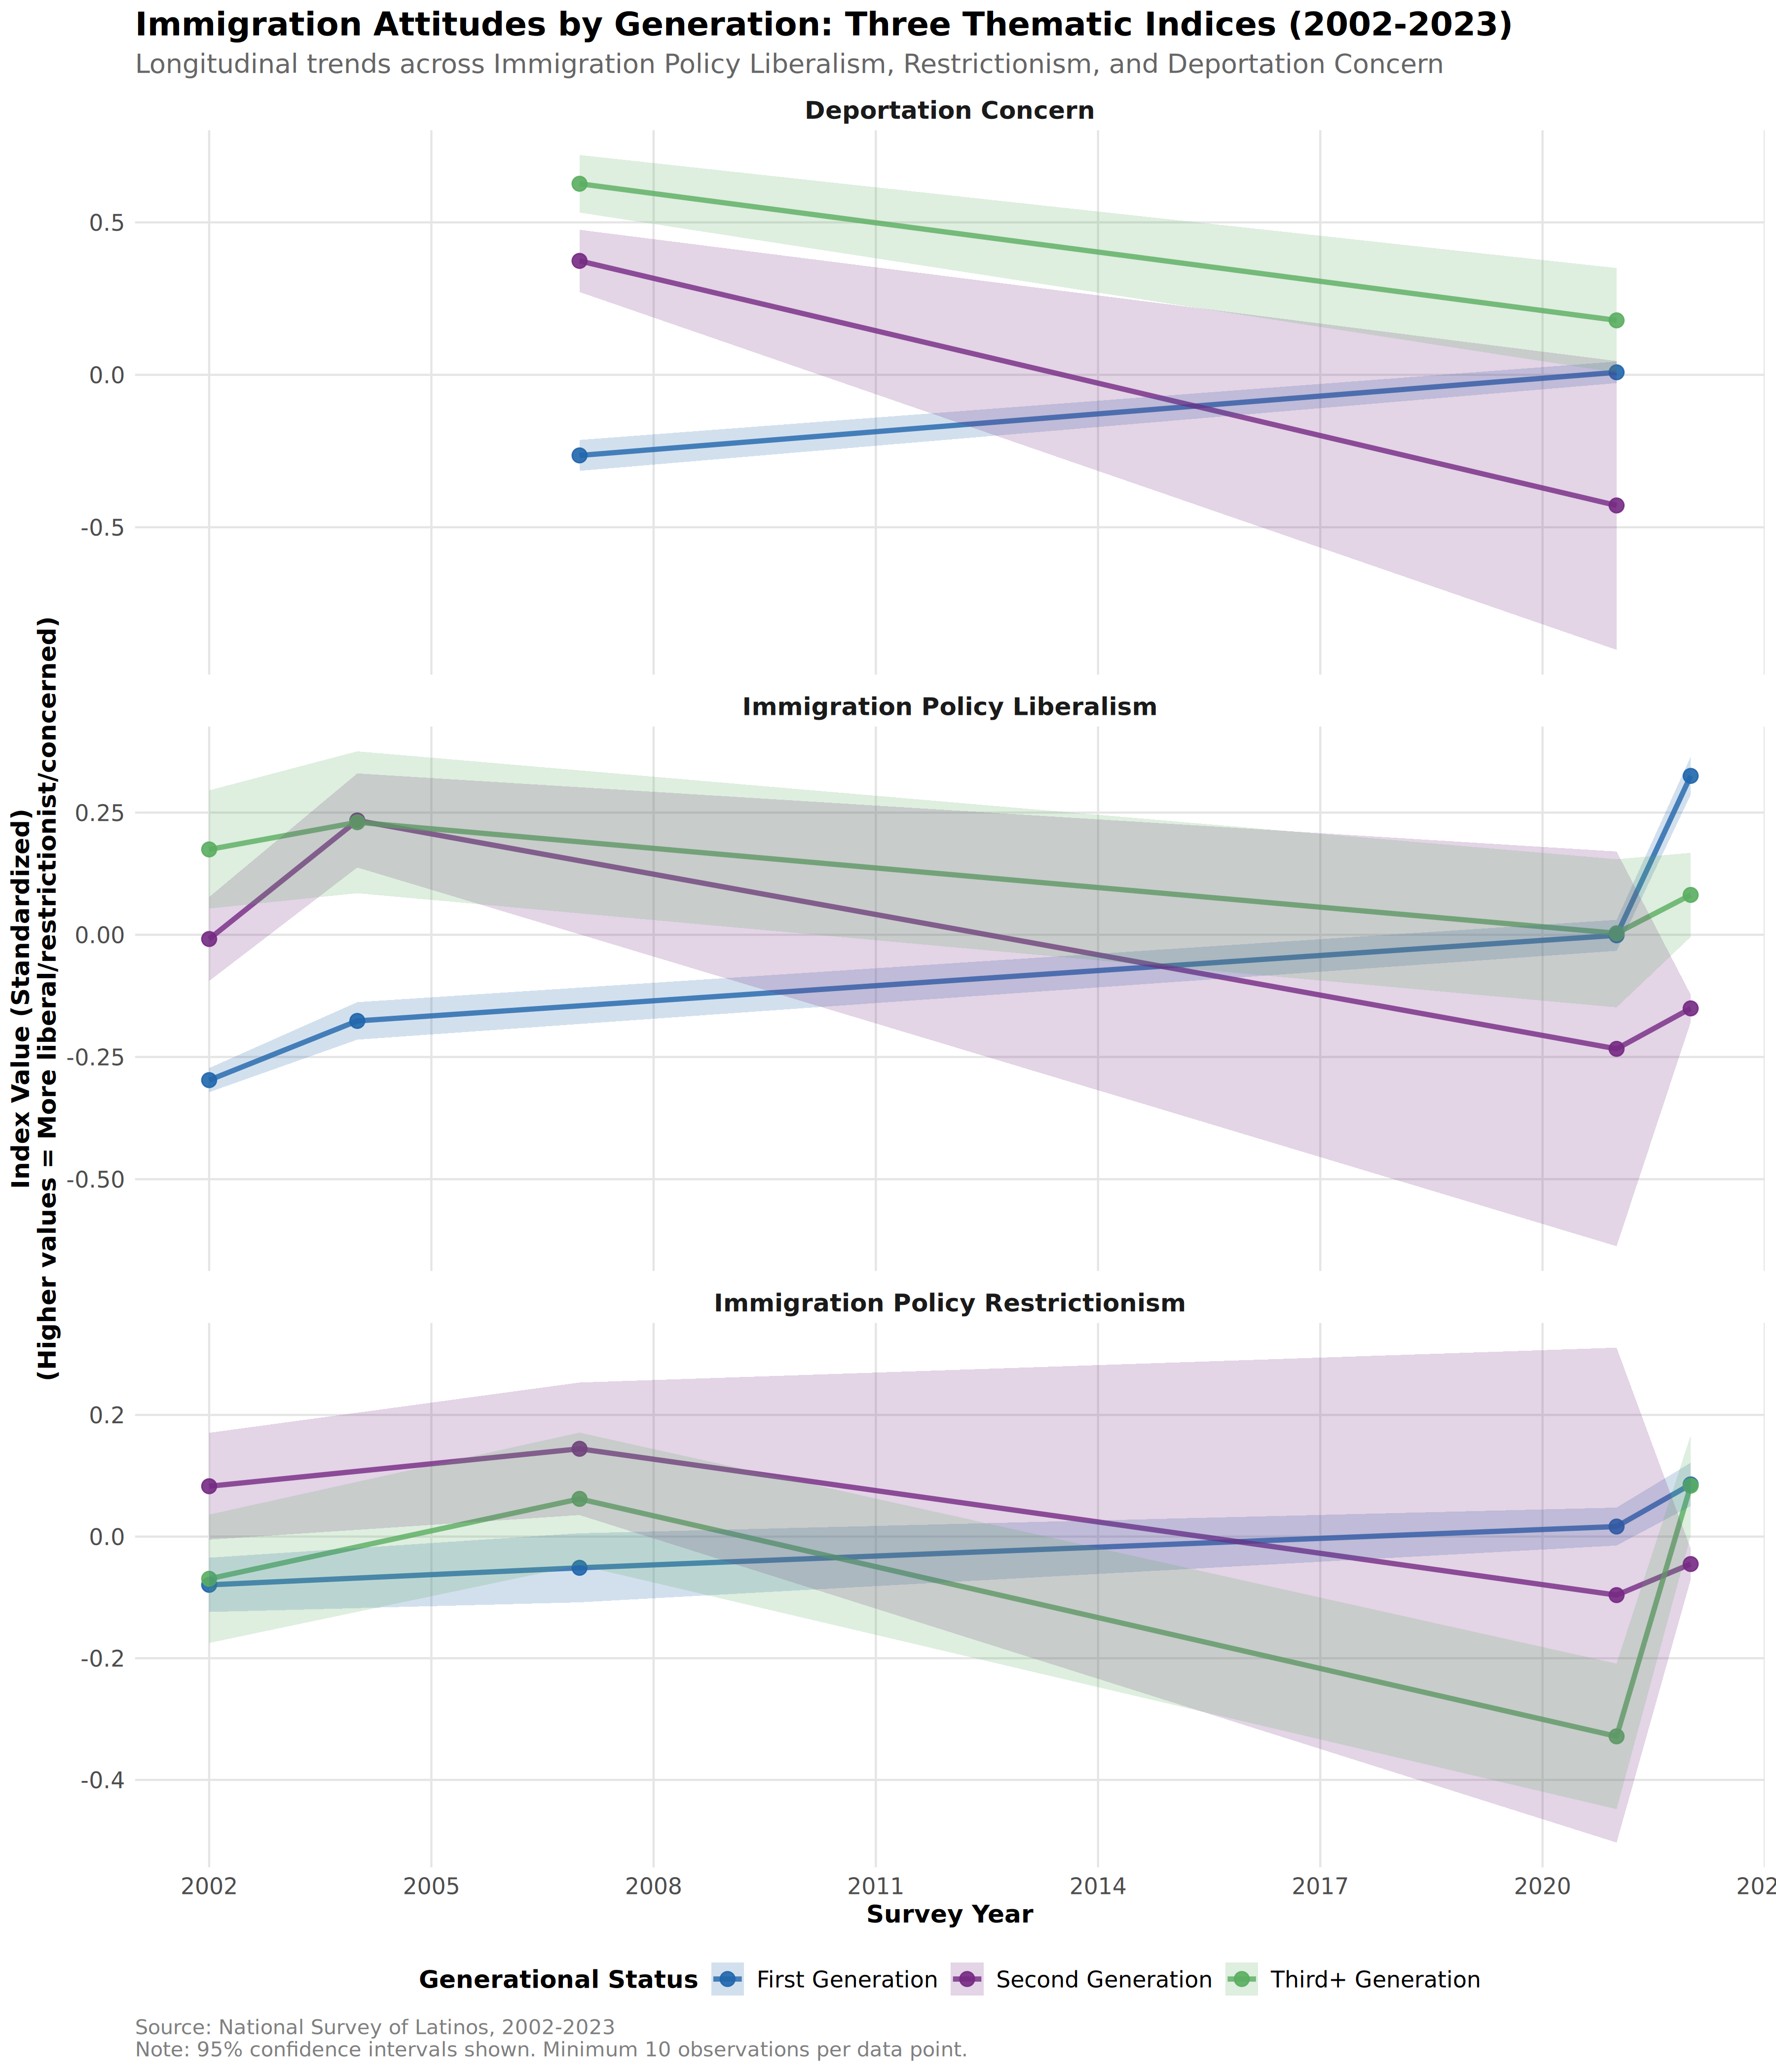 Immigration Attitudes by Generation: Three Thematic Indices (2002-2023)
Longitudinal trends across Immigration Policy Liberalism, Restrictionism, and Deportation Concern
Deportation Concern
0.5
0.0
-0.5
Index Value (Standardized)
(Higher values = More liberal/restrictionist/concerned)
Immigration Policy Liberalism
0.25
0.00
-0.25
-0.50
Immigration Policy Restrictionism
0.2
0.0
-0.2
-0.4
2002 2005 2008 2011 2014 2017 2020 202
Survey Year
Generational Status First Generation Second Generation Third+ Generation
Source: National Survey of Latinos, 2002-2023
Note: 95% confidence intervals shown. Minimum 10 observations per data point.